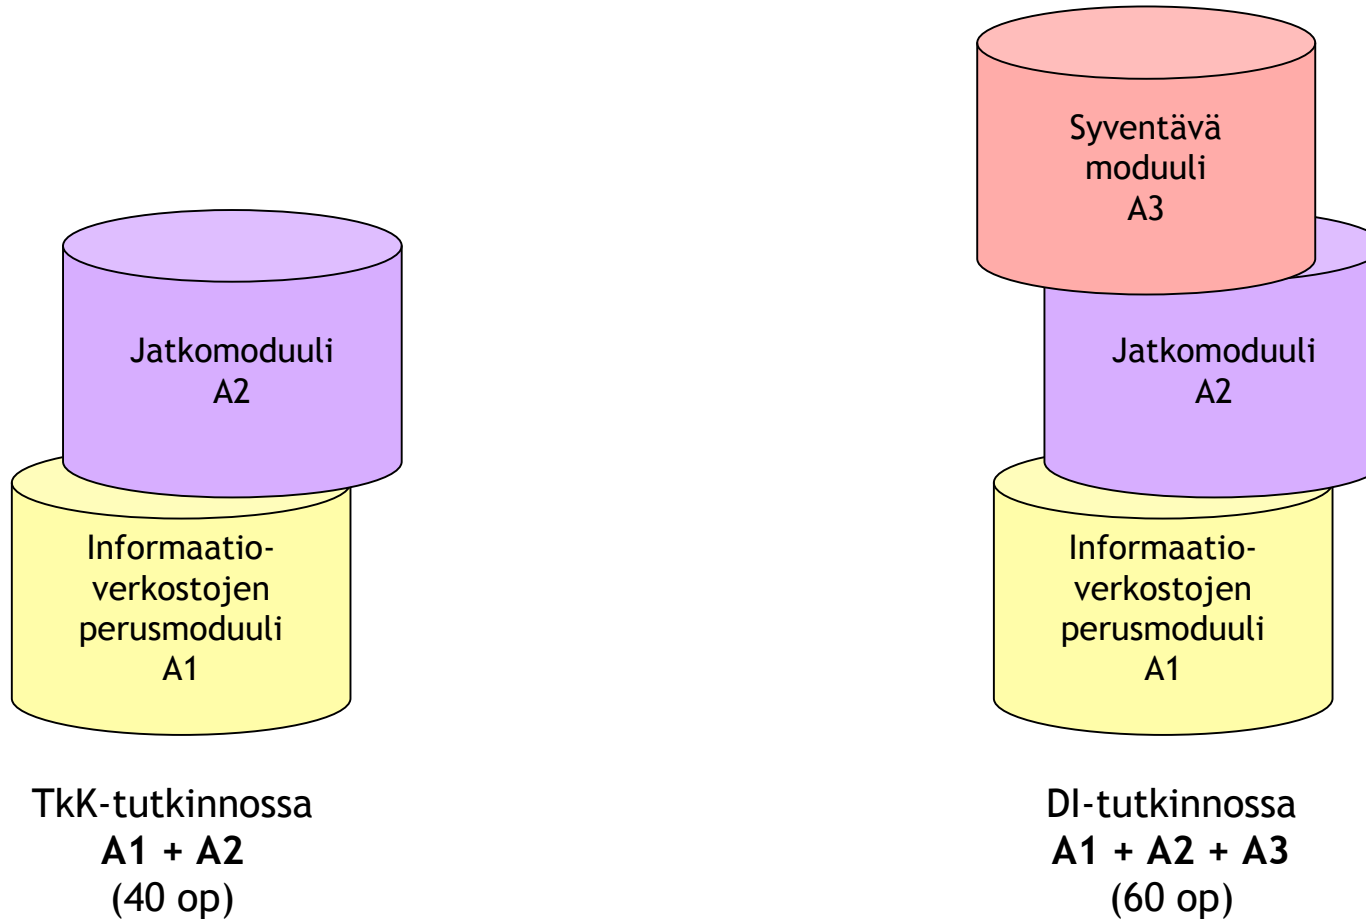 Jatkomoduuli
A2
Informaatio-
verkostojen
perusmoduuli
A1
TkK-tutkinnossa
A1 + A2
(40 op)
Syventävä
moduuli
A3
Jatkomoduuli
A2
Informaatio-
verkostojen
perusmoduuli
A1
DI-tutkinnossa
A1 + A2 + A3
(60 op)